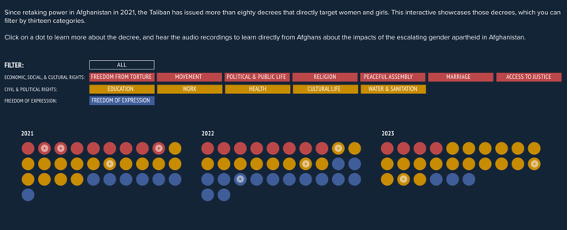 Since retaking power in Afghanistan in 2021, the Taliban has issued more than eighty decrees that directly target women and girls. This interactive showcases those decrees, which you can
filter by thirteen categories.
Click on a dot to learn more about the decree, and hear the audio recordings to learn directly from Afghans about the impacts of the escalating gender apartheid in Afghanistan.
FILTER:
ALL
ECONOMIC, SOCIAL, & CULTURAL RIGHTS: FREEDOM FROM TORTURE MOVEMENT POLITICAL & PUBLIC LIFE RELIGION PEACEFUL ASSEMBLY MARRIAGE ACCESS TO JUSTICE
CIVIL & POLITICAL RIGHTS: EDUCATION WORK HEALTH CULTURAL LIFE WATER & SANITATION
FREEDOM OF EXPRESSION: FREEDOM OF EXPRESSION
2021 2022 2023